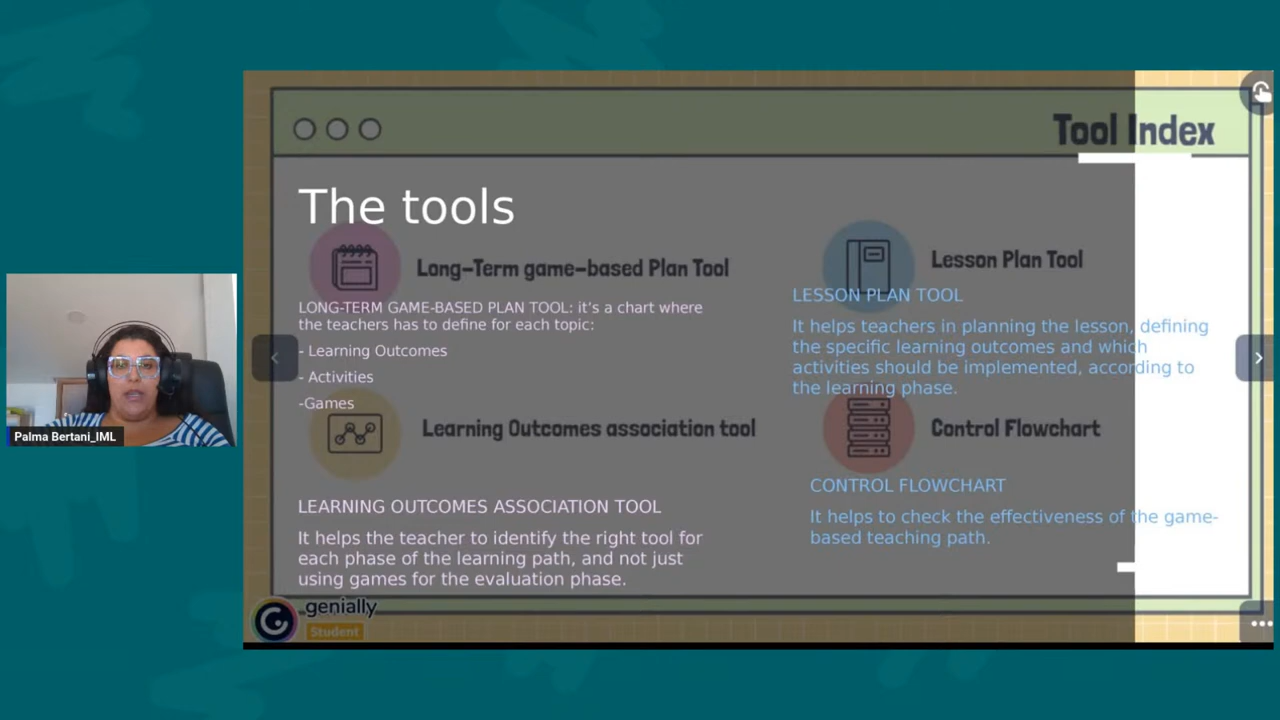 Tool Index
The tools
Long-Term game-based Plan Tool
LONG-TERM GAME-BASED PLAN TOOL: it's a chart where
the teachers has to define for each topic:
- Learning Outcomes
- Activities
-Games
Learning Outcomes association tool
LEARNING OUTCOMES ASSOCIATION TOOL
It helps the teacher to identify the right tool for
each phase of the learning path, and not just
using games for the evaluation phase.
Lesson Plan Tool
LESSON PLAN TOOL
It helps teachers in planning the lesson, defining
the specific learning outcomes and which
activities should be implemented, according to
the learning phase.
Control Flowchart
CONTROL FLOWCHART
It helps to check the effectiveness of the game-
based teaching path.
genially
Student
Palma Bertani_IML